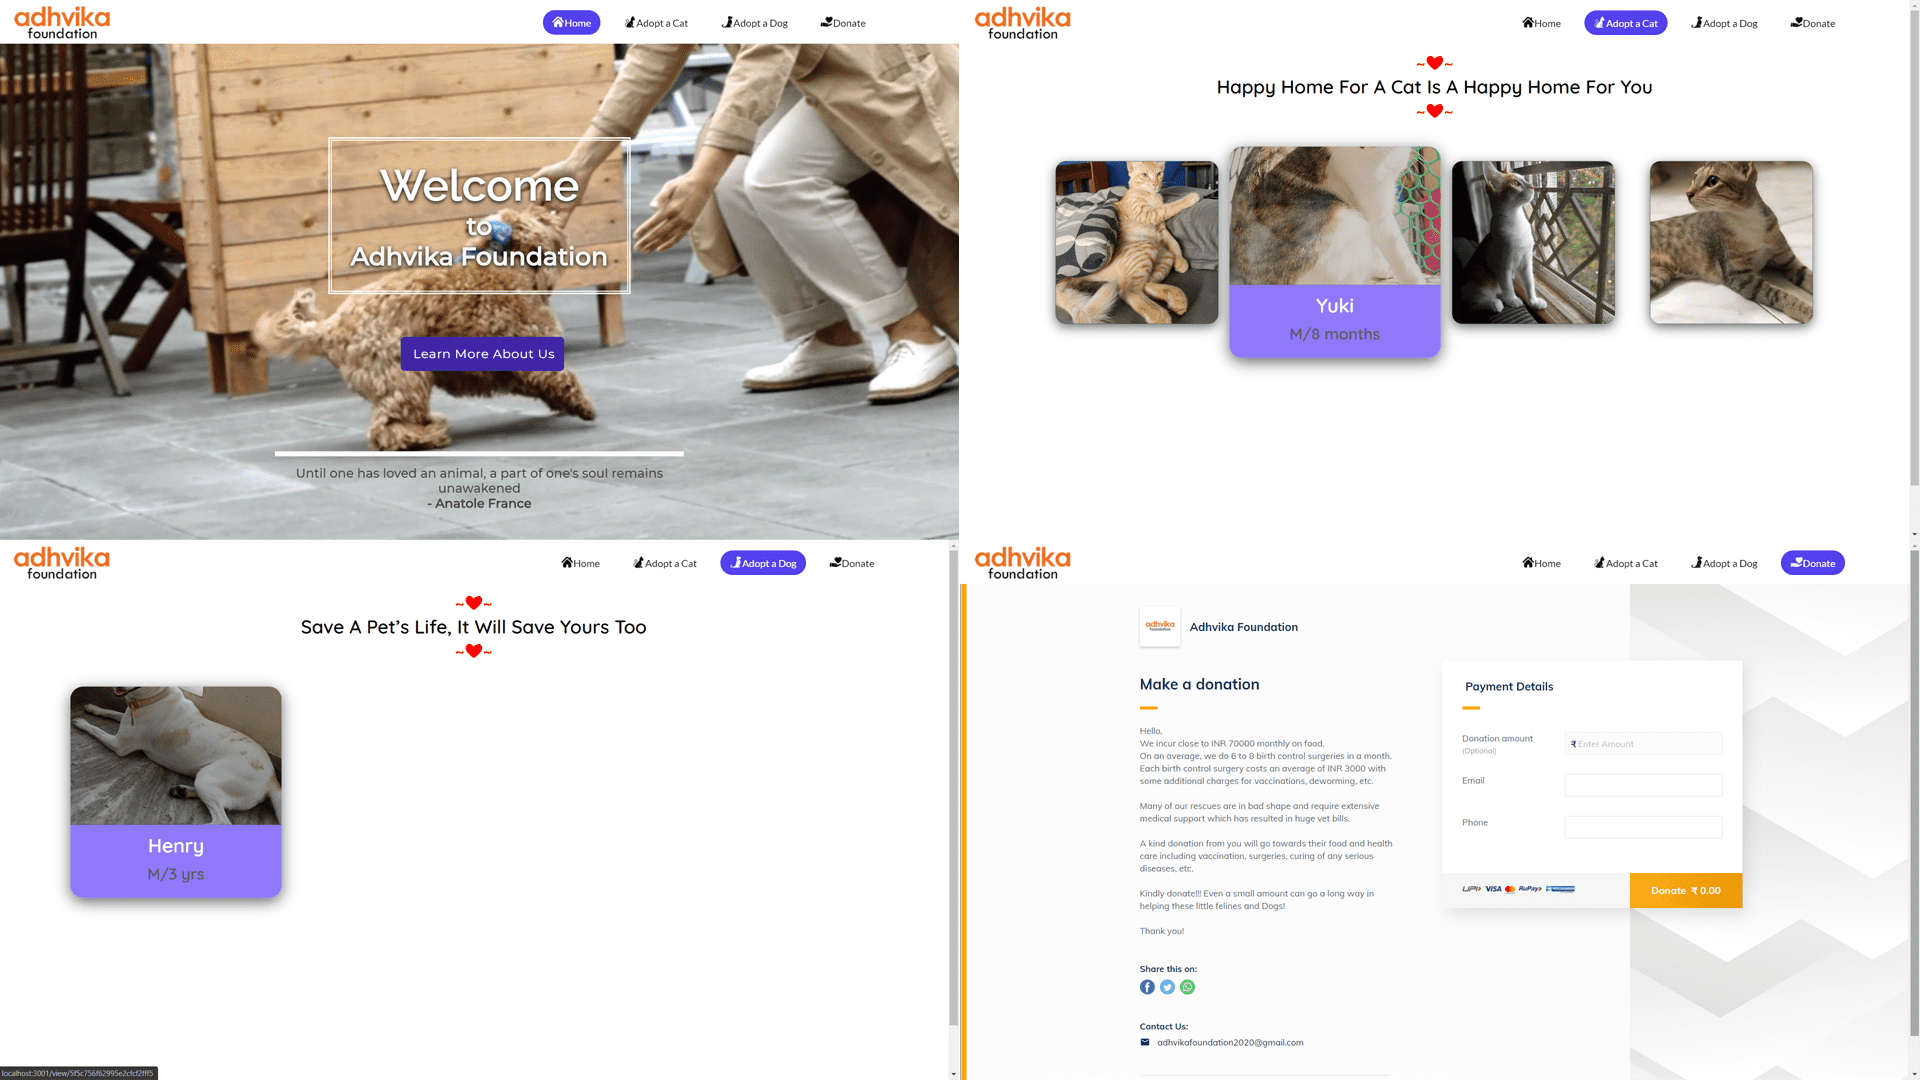 adhvika
foundation
Home
Adopt a Cat
Adopt a Dog
Donate
Welcome
to
Adhvika Foundation
Learn More About Us
Until one has loved an animal, a part of one's soul remains
unawakened
- Anatole France
adhvika
foundation
Home
Adopt a Cat
Adopt a Dog
Donate
~ ~
Happy Home For A Cat Is A Happy Home For You
~ ~
Yuki
M/8 months
adhvika
foundation
Home
Adopt a Cat
Adopt a Dog
Donate
~ ~
Save A Pet’s Life, It Will Save Yours Too
~ ~
Henry
M/3 yrs
localhost:3001/view/5f5c756f62995e2cfcf2fff5
adhvika
foundation
Home
Adopt a Cat
Adopt a Dog
Donate
adhvika
foundation
Adhvika Foundation
Make a donation
Hello,
We incur close to INR 70000 monthly on food.
On an average, we do 6 to 8 birth control surgeries in a month.
Each birth control surgery costs an average of INR 3000 with
some additional charges for vaccinations, deworming, etc.
Many of our rescues are in bad shape and require extensive
medical support which has resulted in huge vet bills.
A kind donation from you will go towards their food and health
care including vaccination, surgeries, curing of any serious
diseases, etc.
Kindly donate!!! Even a small amount can go a long way in
helping these little felines and Dogs!
Thank you!
Share this on:
Contact Us:
adhvikafoundation2020@gmail.com
Payment Details
Donation amount
(Optional)
₹ Enter Amount
Email
Phone
UPI VISA RuPay
Donate ₹ 0.00